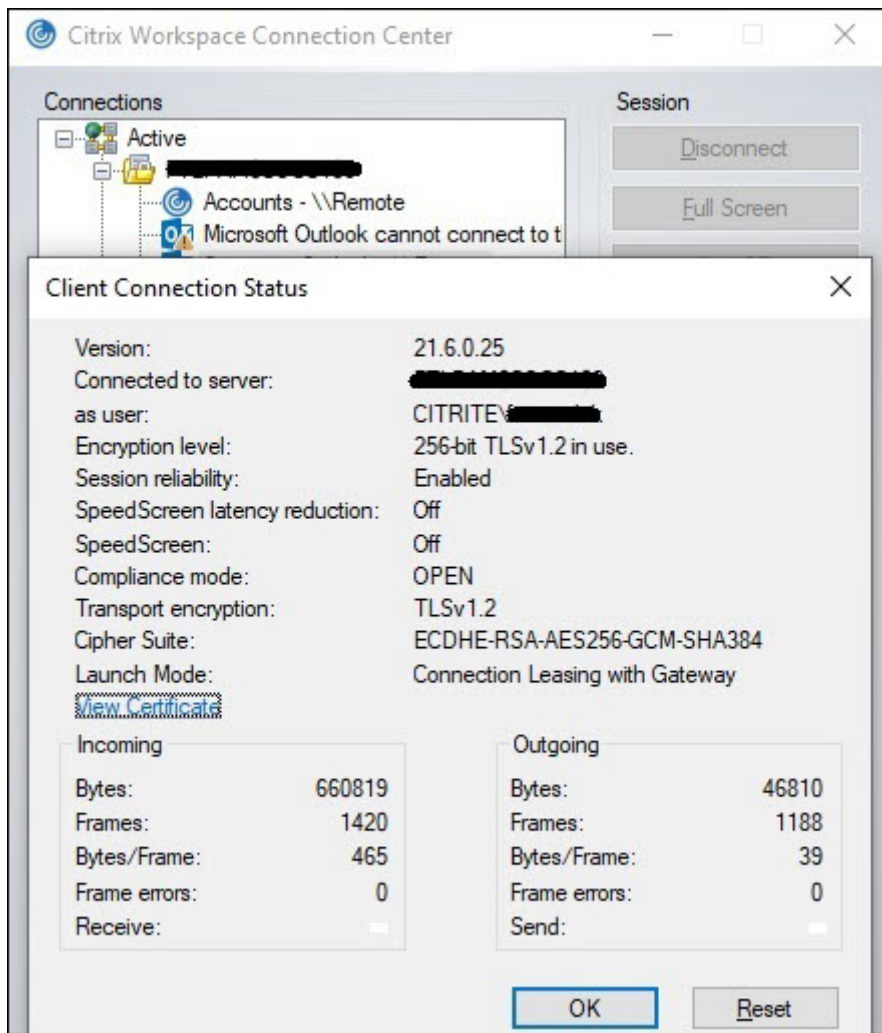 Citrix Workspace Connection Center
Connections
Session
Active
Disconnect
Accounts - \\Remote
Full Screen
Microsoft Outlook cannot connect to t
Client Connection Status
Version: 21.6.0.25
Connected to server:
as user: CITRITE\
Encryption level: 256-bit TLSv1.2 in use.
Session reliability: Enabled
SpeedScreen latency reduction: Off
SpeedScreen: Off
Compliance mode: OPEN
Transport encryption: TLSv1.2
Cipher Suite: ECDHE-RSA-AES256-GCM-SHA384
Launch Mode: Connection Leasing with Gateway
View Certificate
Incoming
Bytes: 660819
Frames: 1420
Bytes/Frame: 465
Frame errors: 0
Receive:
Outgoing
Bytes: 46810
Frames: 1188
Bytes/Frame: 39
Frame errors: 0
Send:
OK
Reset